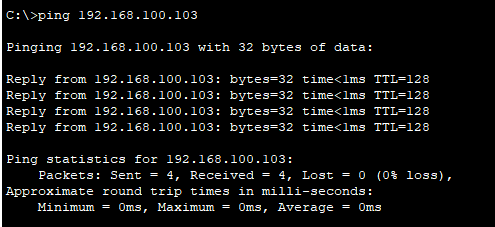 C:\>ping 192.168.100.103
Pinging 192.168.100.103 with 32 bytes of data:
Reply from 192.168.100.103: bytes=32 time<1ms TTL=128
Reply from 192.168.100.103: bytes=32 time<1ms TTL=128
Reply from 192.168.100.103: bytes=32 time<1ms TTL=128
Reply from 192.168.100.103: bytes=32 time<1ms TTL=128
Ping statistics for 192.168.100.103:
    Packets: Sent = 4, Received = 4, Lost = 0 (0% loss),
Approximate round trip times in milli-seconds:
    Minimum = 0ms, Maximum = 0ms, Average = 0ms